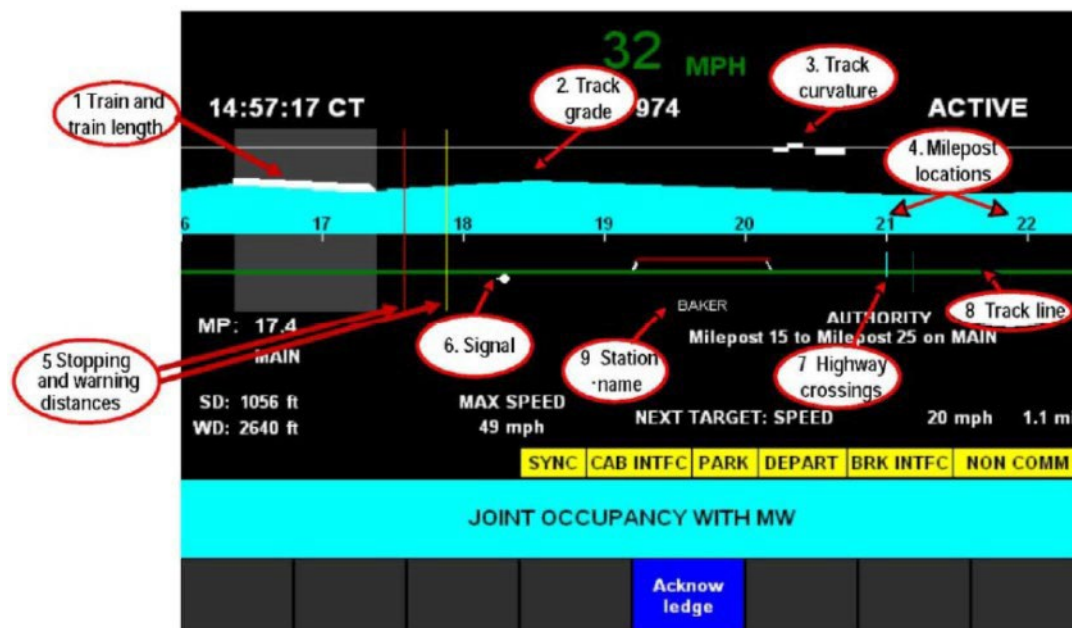 32 MPH
1 Train and
train length
14:57:17 CT
2. Track
grade
974
3. Track
curvature
ACTIVE
4. Milepost
locations
6 17 18 19 20 21 22
5 Stopping
and warning
distances
MP: 17.4
MAIN
6. Signal
BAKER
9 Station
name
AUTHORITY
Milepost 15 to Milepost 25 on MAIN
7 Highway
crossings
8 Track line
SD: 1056 ft
WD: 2640 ft
MAX SPEED
49 mph
NEXT TARGET: SPEED 20 mph 1.1 mi
SYNC CAB INTFC PARK DEPART BRK INTFC NON COMM
JOINT OCCUPANCY WITH MW
Acknow
ledge